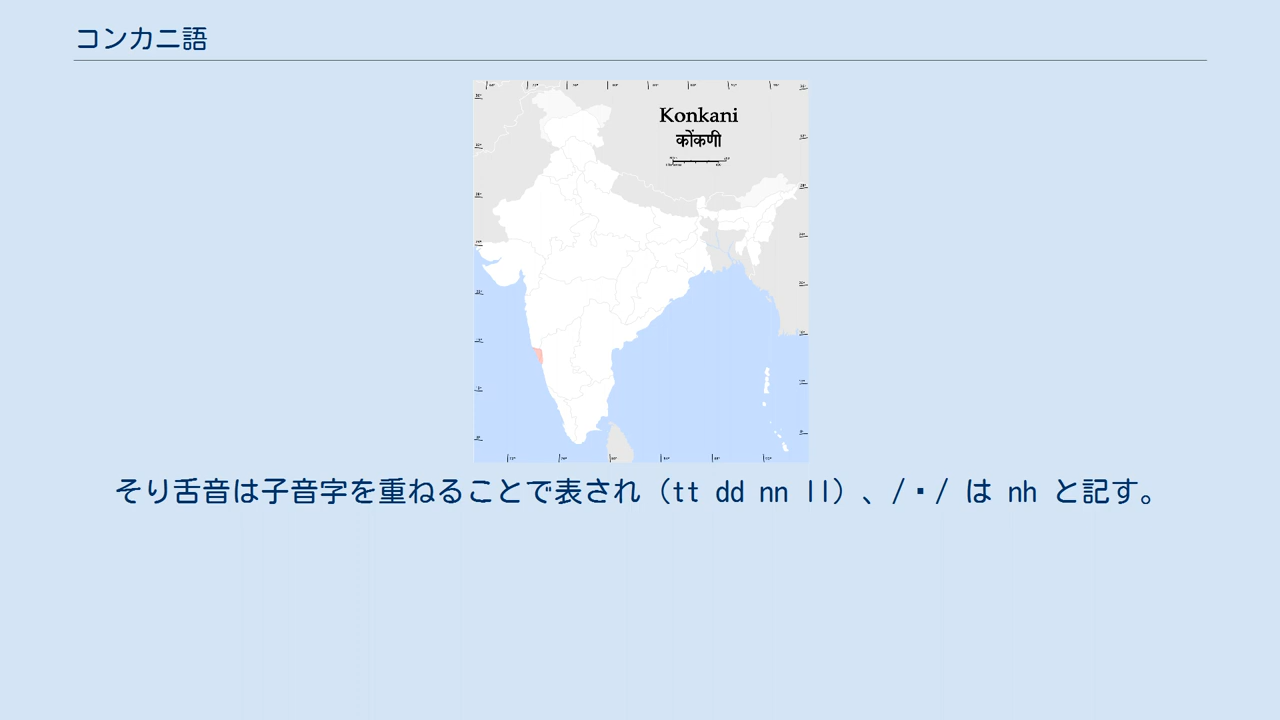 コンカニ語
Konkani
कोंकणी
そり舌音は子音字を重ねることで表され（tt dd nn ll）、/▪/ は nh と記す。